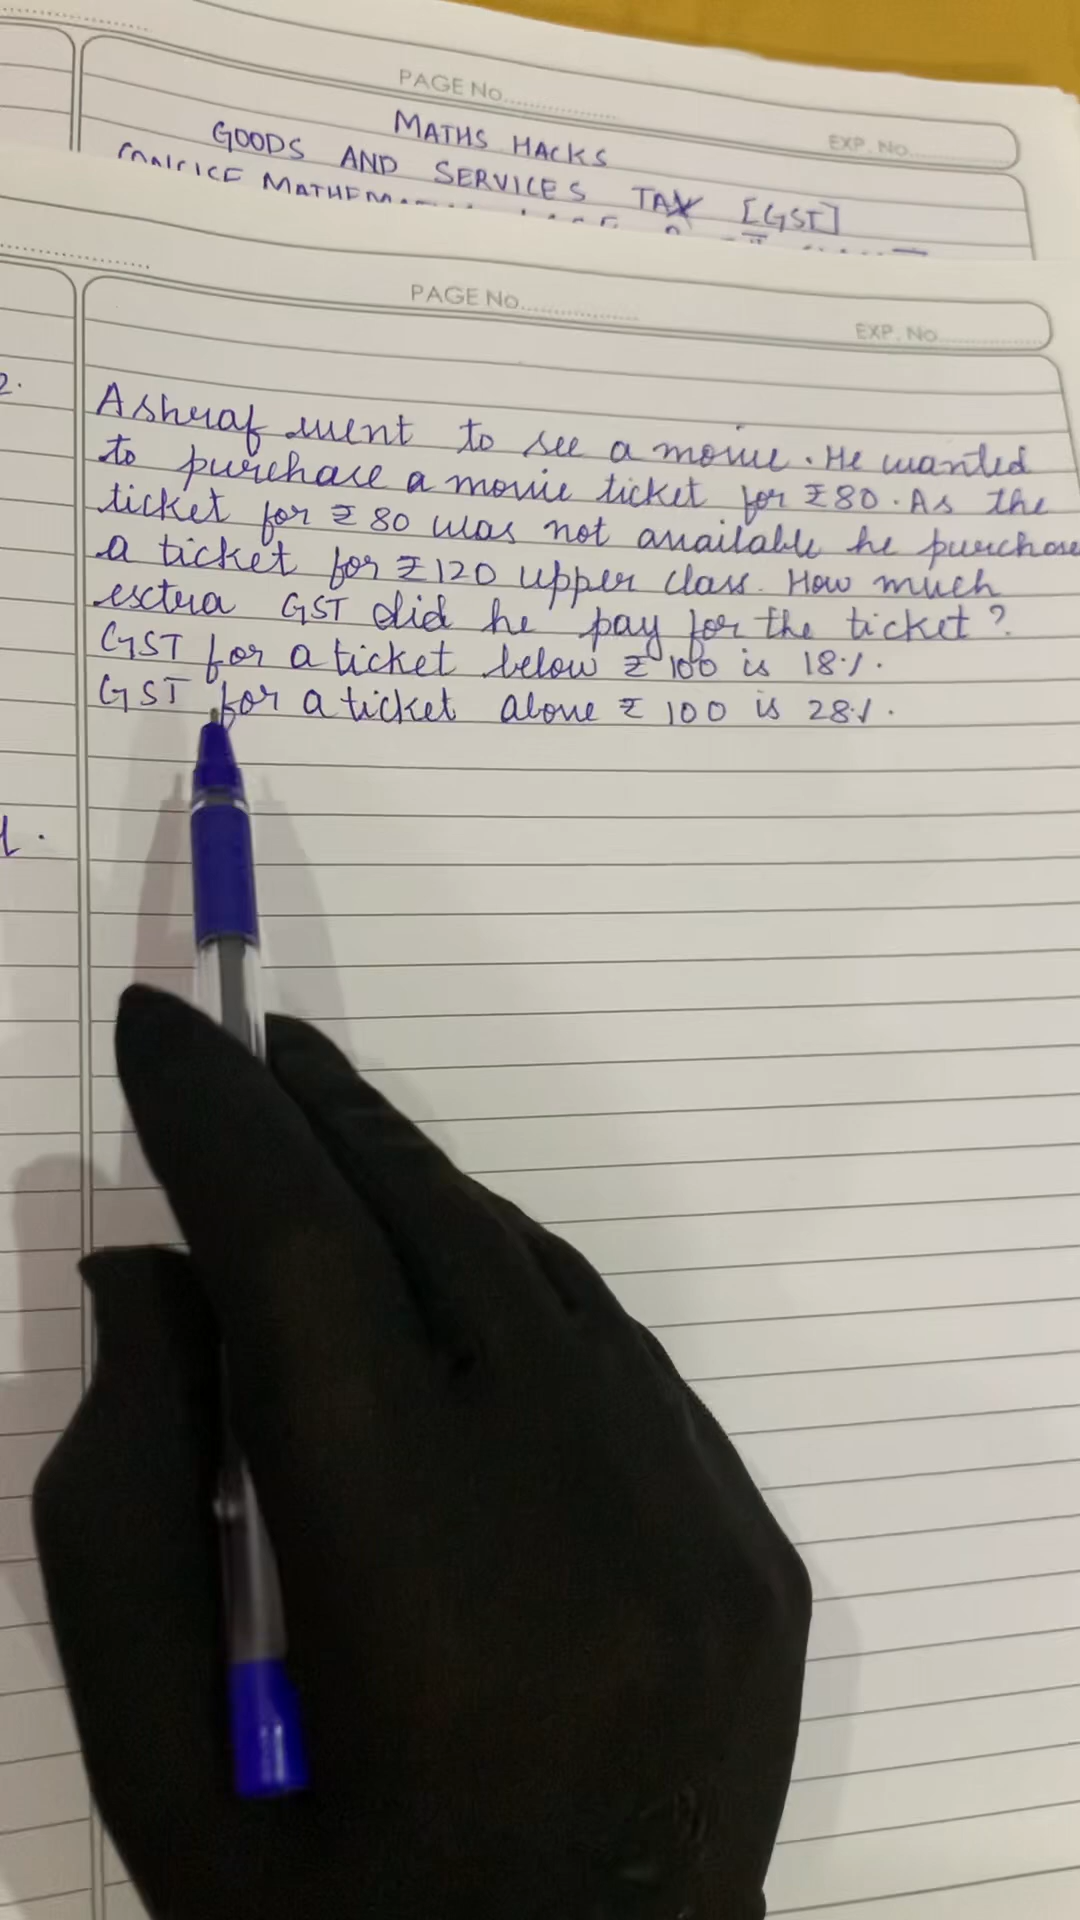 PAGE No.
MATHS HACKS
EXP. No.
GOODS AND SERVICES TAX [GST]
PAGE No.
EXP. No.
2.
Ashraf went to see a movie. He wanted
to purchase a movie ticket for ₹80. As the
ticket for ₹80 was not available he purchase
a ticket for ₹120 upper class. How much
extra GST did he pay for the ticket?
GST for a ticket below ₹100 is 18%.
GST for a ticket above ₹100 is 28%.